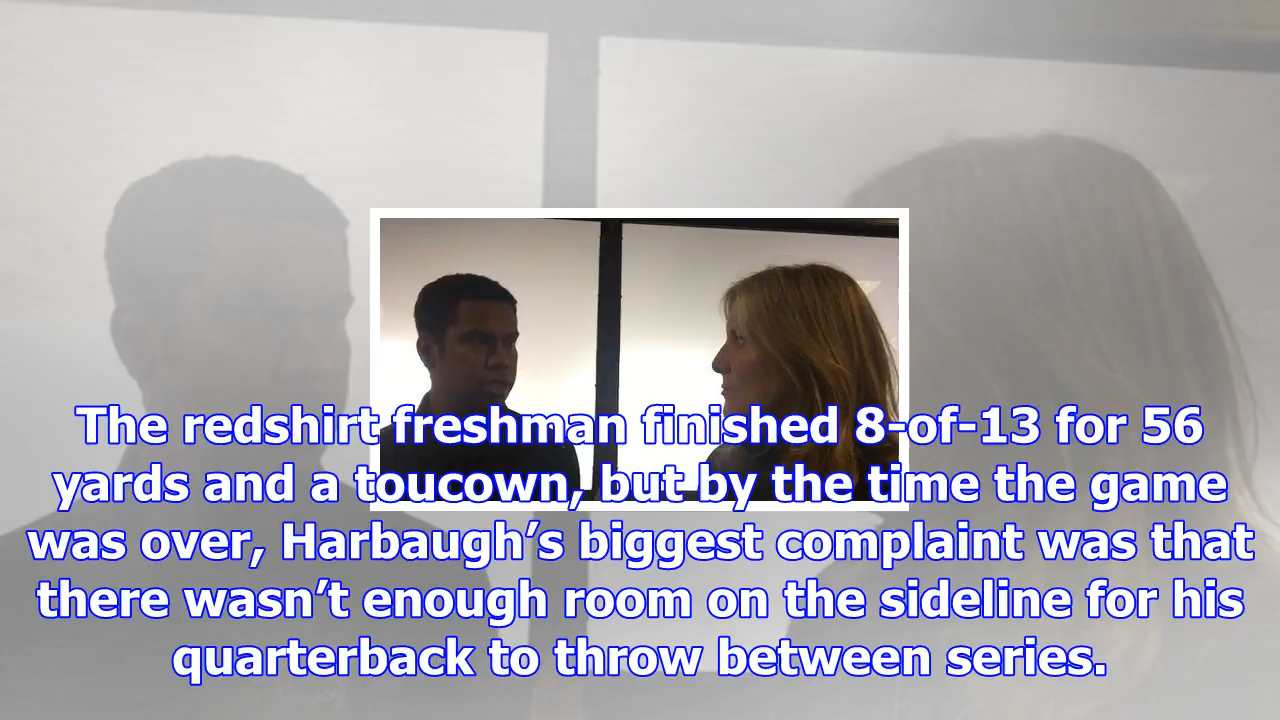 The redshirt freshman finished 8-of-13 for 56
yards and a toucown, but by the time the game
was over, Harbaugh’s biggest complaint was that
there wasn’t enough room on the sideline for his
quarterback to throw between series.